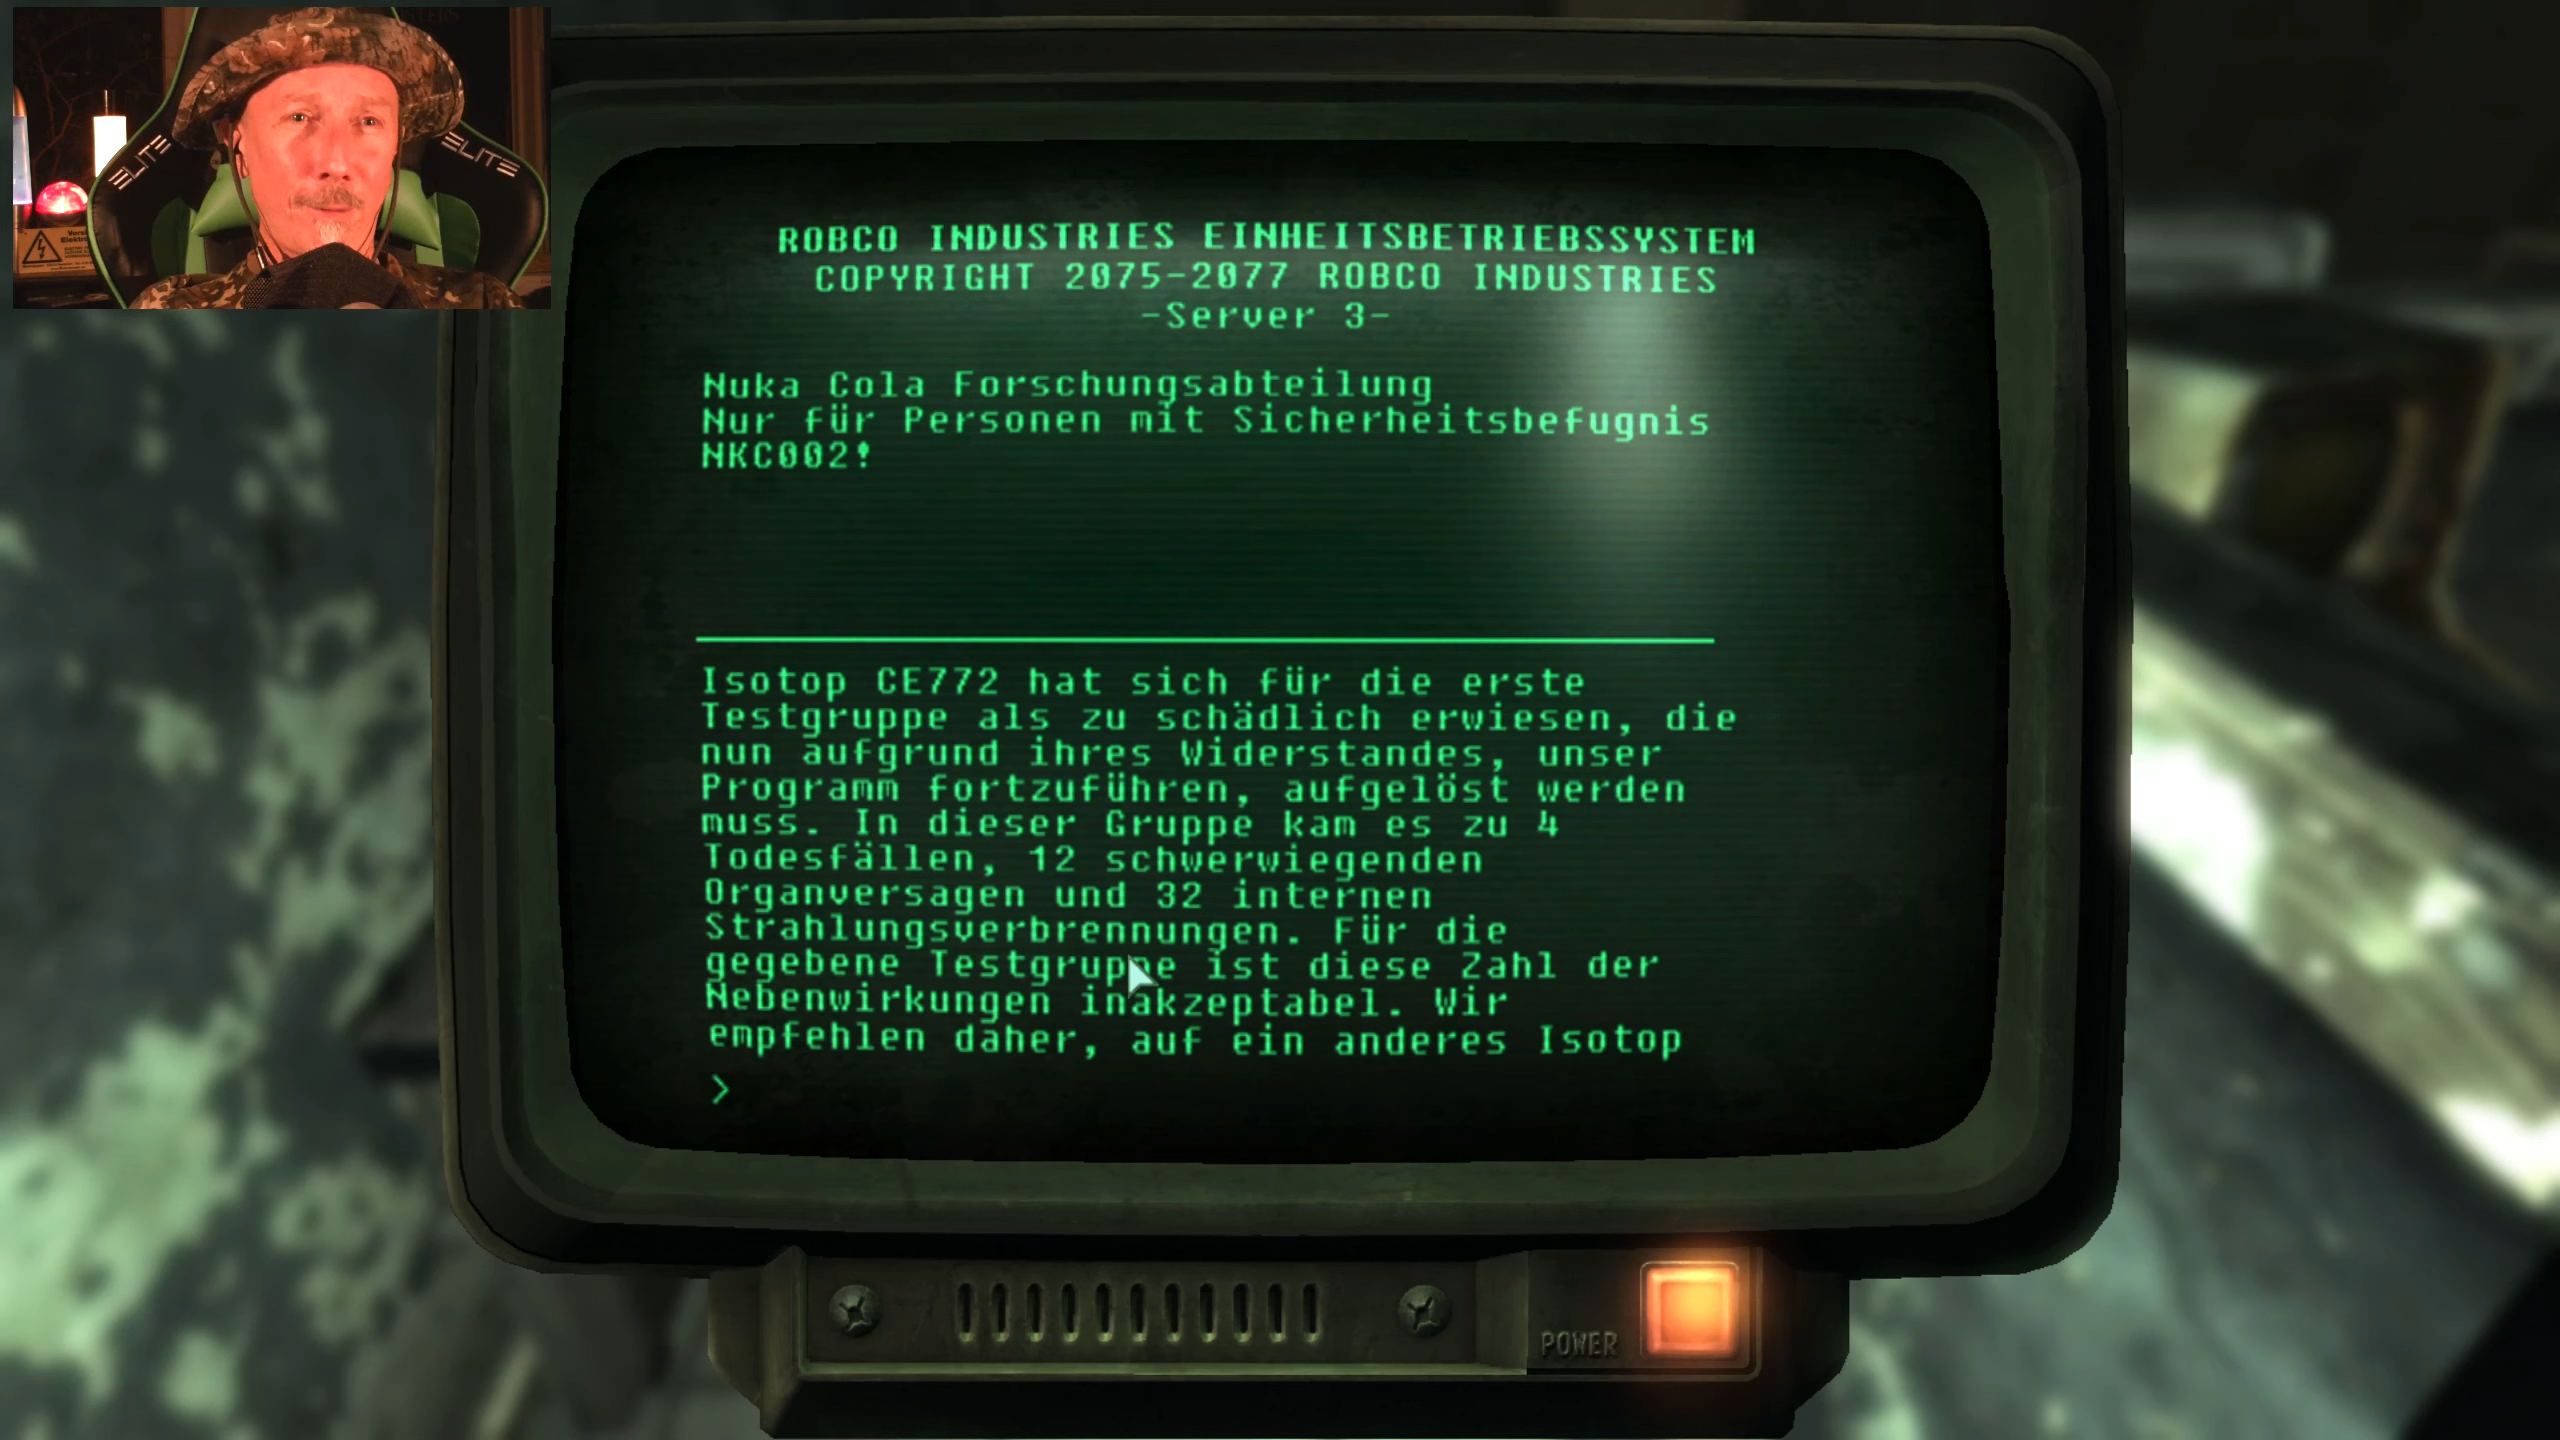 ELITE
ELITE
ROBCO INDUSTRIES EINHEITSBETRIEBSSYSTEM
COPYRIGHT 2075-2077 ROBCO INDUSTRIES
-Server 3-
Nuka Cola Forschungsabteilung
Nur für Personen mit Sicherheitsbefugnis
NKC002!
Isotop CE772 hat sich für die erste
Testgruppe als zu schädlich erwiesen, die
nun aufgrund ihres Widerstandes, unser
Programm fortzuführen, aufgelöst werden
muss. In dieser Gruppe kam es zu 4
Todesfällen, 12 schwerwiegenden
Organversagen und 32 internen
Strahlungsverbrennungen. Für die
gegebene Testgruppe ist diese Zahl der
Nebenwirkungen inakzeptabel. Wir
empfehlen daher, auf ein anderes Isotop
>
POWER